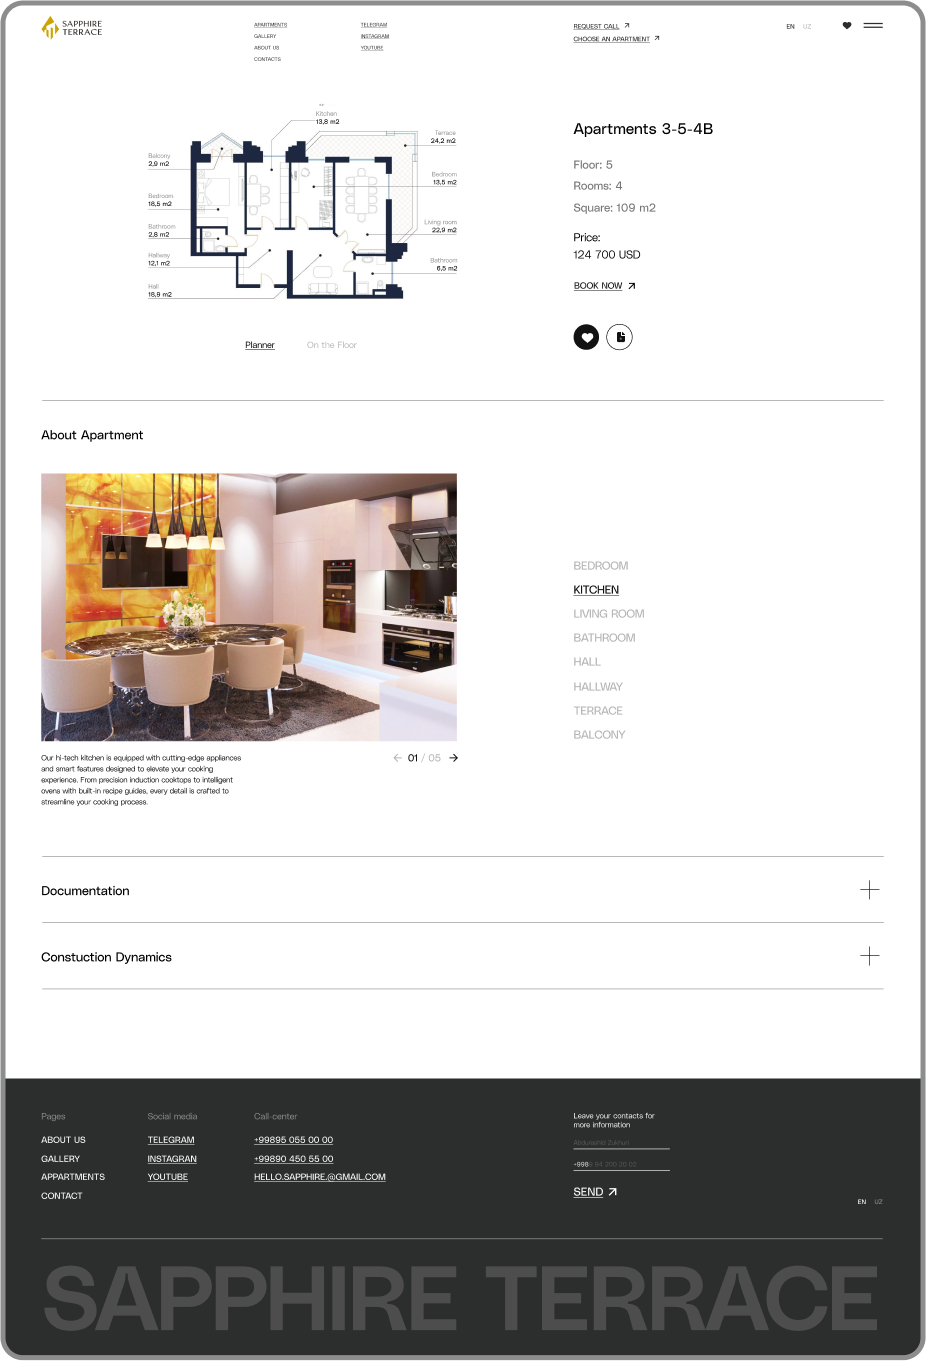 SAPPHIRE
TERRACE
APARTMENTS
GALLERY
ABOUT US
CONTACTS
TELEGRAM
INSTAGRAM
YOUTUBE
REQUEST CALL
CHOOSE AN APARTMENT
EN UZ
Kitchen
13,8 m2
Terrace
24,2 m2
Balcony
2,9 m2
Bedroom
13,5 m2
Bedroom
18,5 m2
Living room
22,9 m2
Bathroom
2,8 m2
Hallway
12,1 m2
Bathroom
6,5 m2
Hall
18,9 m2
Planner
On the Floor
Apartments 3-5-4B
Floor: 5
Rooms: 4
Square: 109 m2
Price:
124 700 USD
BOOK NOW
About Apartment
BEDROOM
KITCHEN
LIVING ROOM
BATHROOM
HALL
HALLWAY
TERRACE
BALCONY
Our hi-tech kitchen is equipped with cutting-edge appliances
and smart features designed to elevate your cooking
experience. From precision induction cooktops to intelligent
ovens with built-in recipe guides, every detail is crafted to
streamline your cooking process.
01 / 05
Documentation
Constuction Dynamics
Pages
ABOUT US
GALLERY
APPARTMENTS
CONTACT
Social media
TELEGRAM
INSTAGRAN
YOUTUBE
Call-center
+99895 055 00 00
+99890 450 55 00
HELLO.SAPPHIRE.@GMAIL.COM
Leave your contacts for
more information
+998
SEND
EN UZ
SAPPHIRE TERRACE